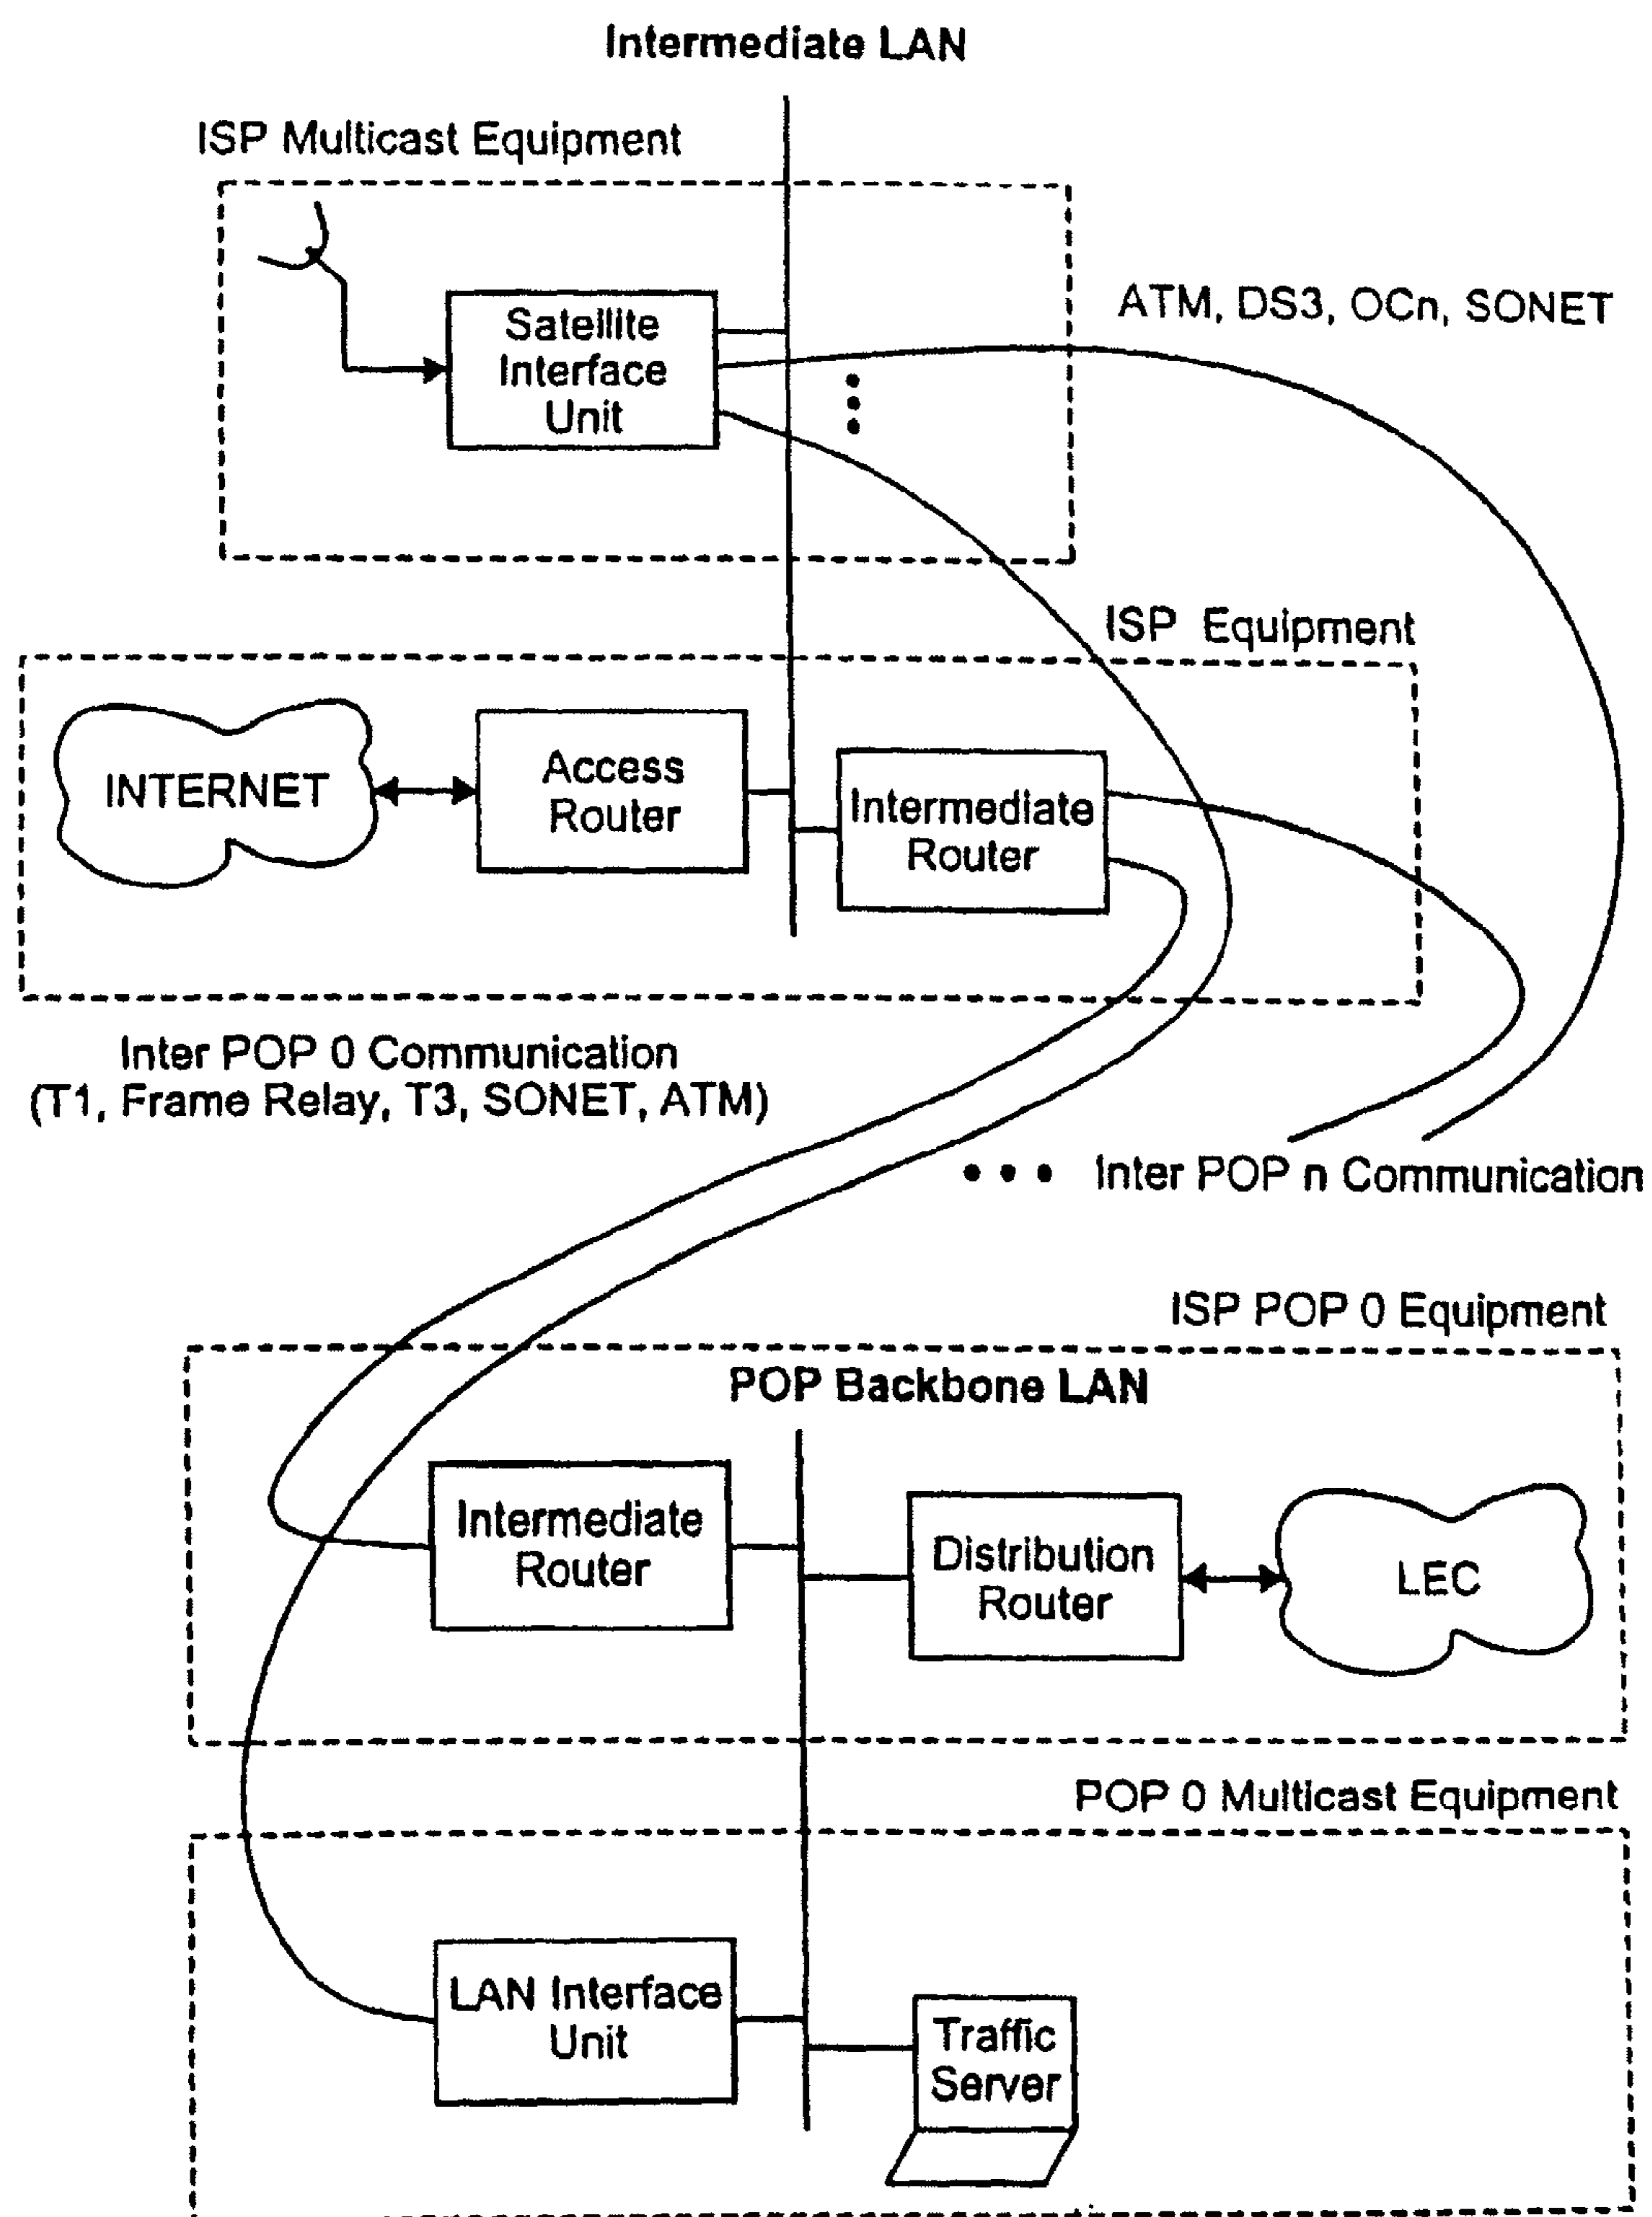 Intermediate LAN
ISP Multicast Equipment
Satellite
Interface
Unit
ATM, DS3, OCn, SONET
ISP Equipment
INTERNET
Access
Router
Intermediate
Router
Inter POP 0 Communication
(T1, Frame Relay, T3, SONET, ATM)
Inter POP n Communication
ISP POP 0 Equipment
POP Backbone LAN
Intermediate
Router
Distribution
Router
LEC
POP 0 Multicast Equipment
LAN Interface
Unit
Traffic
Server